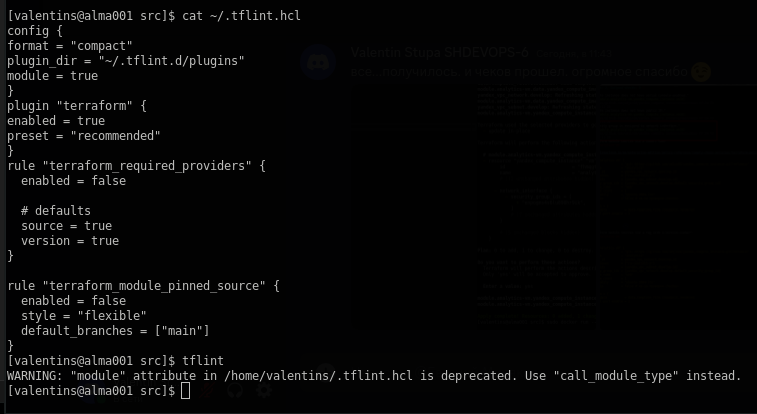 [valentins@alma001 src]$ cat ~/.tflint.hcl
config {
format = "compact"
plugin_dir = "~/.tflint.d/plugins"
module = true
}
plugin "terraform" {
enabled = true
preset = "recommended"
}
rule "terraform_required_providers" {
  enabled = false

  # defaults
  source = true
  version = true
}

rule "terraform_module_pinned_source" {
  enabled = false
  style = "flexible"
  default_branches = ["main"]
}
[valentins@alma001 src]$ tflint
WARNING: "module" attribute in /home/valentins/.tflint.hcl is deprecated. Use "call_module_type" instead.
[valentins@alma001 src]$